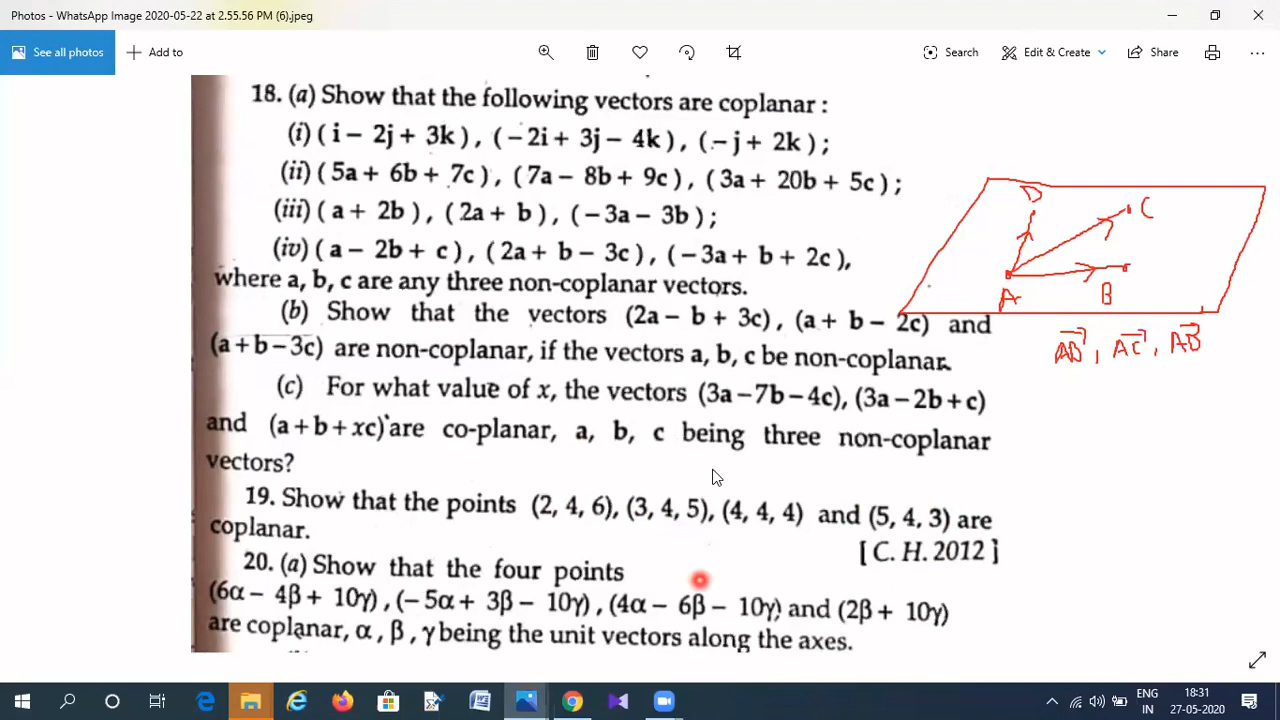 Photos - WhatsApp Image 2020-05-22 at 2.55.56 PM (6).jpeg
See all photos
Add to
Search
Edit & Create
Share
18. (a) Show that the following vectors are coplanar :
(i) ( i – 2j + 3k ) , ( – 2i + 3j – 4k ) , ( – j + 2k ) ;
(ii) ( 5a + 6b + 7c ) , ( 7a – 8b + 9c ) , ( 3a + 20b + 5c ) ;
(iii) ( a + 2b ) , ( 2a + b ) , ( – 3a – 3b ) ;
(iv) ( a – 2b + c ) , ( 2a + b – 3c ) , ( – 3a + b + 2c ),
where a, b, c are any three non-coplanar vectors.
(b) Show that the vectors (2a – b + 3c) , (a + b – 2c) and
(a + b – 3c) are non-coplanar, if the vectors a, b, c be non-coplanar.
(c) For what value of x, the vectors (3a – 7b – 4c), (3a – 2b + c)
and (a + b + xc) are co-planar, a, b, c being three non-coplanar
vectors?
19. Show that the points (2, 4, 6), (3, 4, 5), (4, 4, 4) and (5, 4, 3) are
coplanar.
[ C. H. 2012 ]
20. (a) Show that the four points
(6α – 4β + 10γ) , (– 5α + 3β – 10γ) , (4α – 6β – 10γ) and (2β + 10γ)
are coplanar, α , β , γ being the unit vectors along the axes.
D
C
A
B
AD→, AC→, AB→
ENG
IN
18:31
27-05-2020